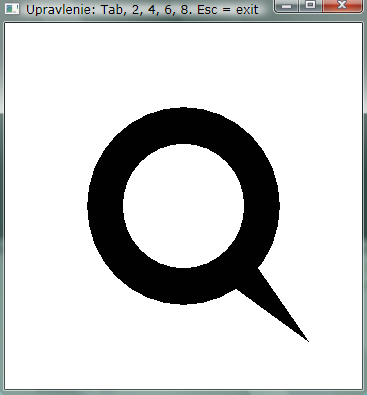 Upravlenie: Tab, 2, 4, 6, 8. Esc = exit